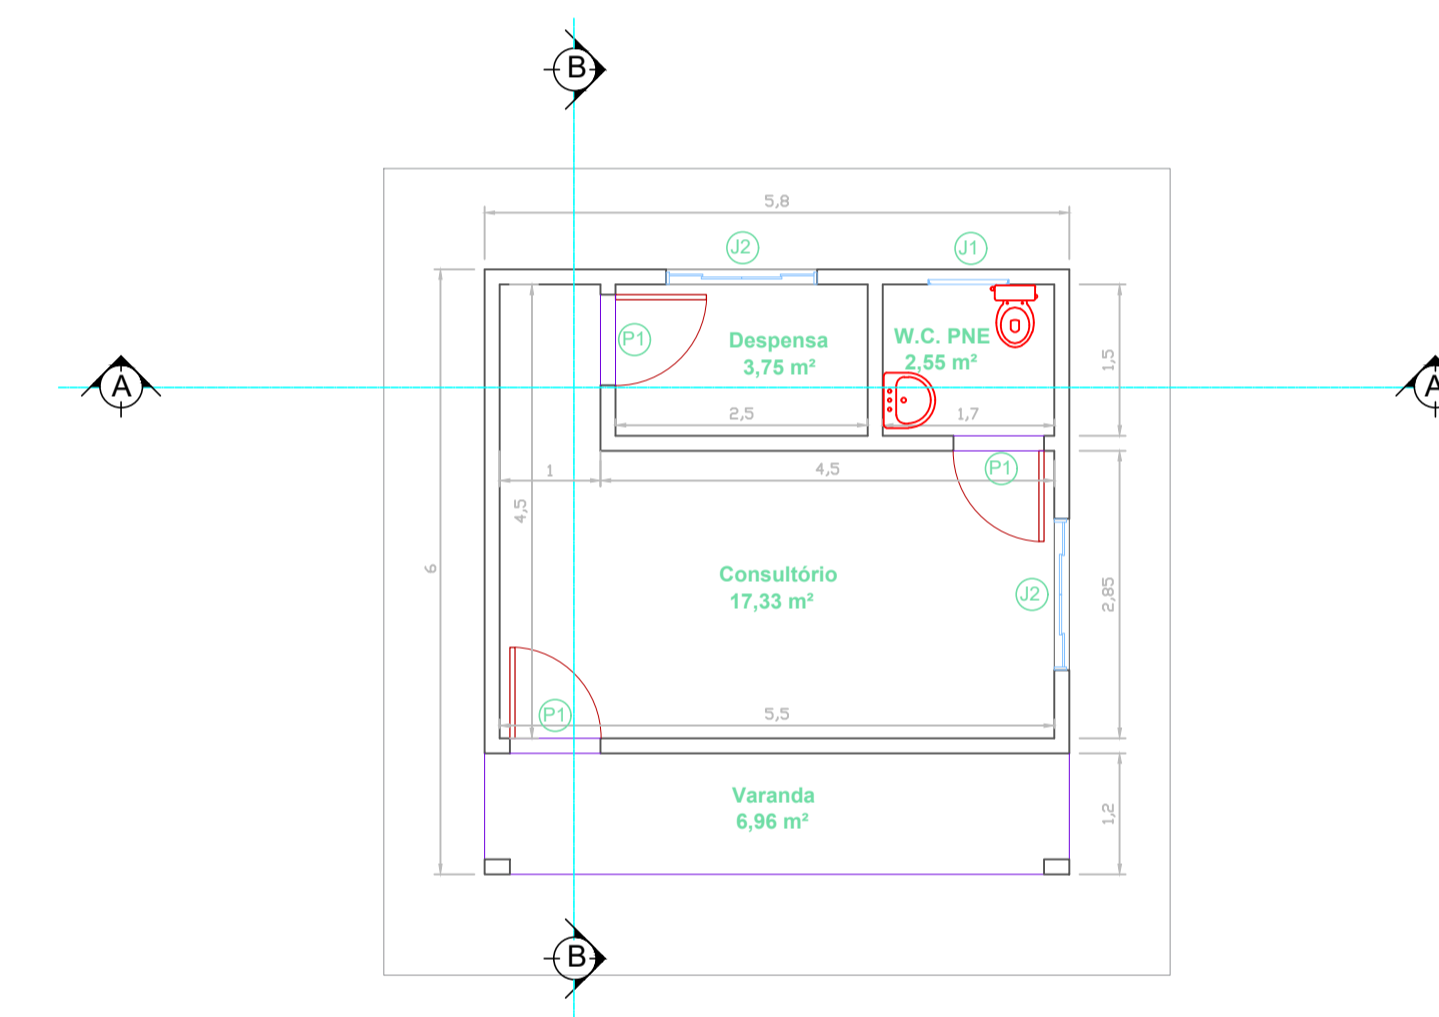 B
5,8
J2
J1
P1
Despensa
3,75 m²
W.C. PNE
2,55 m²
1,5
A
A
2,5
1,7
1
4,5
P1
4,5
6
Consultório
17,33 m²
J2
2,85
P1
5,5
Varanda
6,96 m²
1,2
B